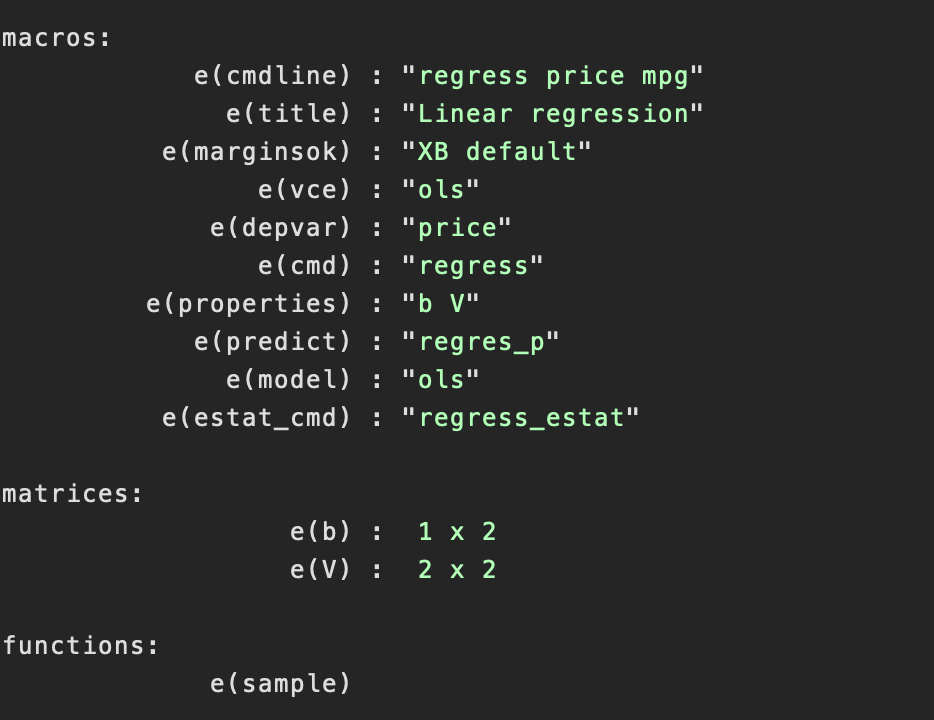 macros:
e(cmdline) : "regress price mpg"
e(title) : "Linear regression"
e(marginsok) : "XB default"
e(vce) : "ols"
e(depvar) : "price"
e(cmd) : "regress"
e(properties) : "b V"
e(predict) : "regres_p"
e(model) : "ols"
e(estat_cmd) : "regress_estat"
matrices:
e(b) : 1 x 2
e(V) : 2 x 2
functions:
e(sample)